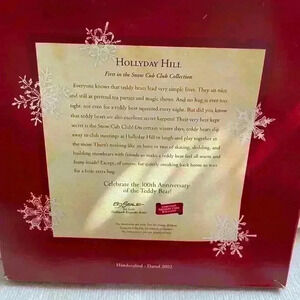 HOLLYDAY HILL
First in the Snow Cub Club Collection
Everyone knows that teddy bears lead very simple lives. They sit nice
and still at pretend tea parties and magic shows. And no hug is ever too
tight, nor even for a teddy bear squeezed every night. But did you know
that teddy bears are also excellent secret keepers? Their very best kept
secret is the Snow Cub Club! On certain winter days, teddy bears slip
away to club meetings at Hollyday Hill to laugh and play together in
the snow. There's nothing like an hour or two of skating, sledding, and
building snowbears with friends to make a teddy bear feel all warm and
fuzzy inside! Except, of course, for quietly sneaking back home in time
for a little extra hug.
Celebrate the 100th Anniversary
of the Teddy Bear!
Handcrafted · Dated 2002